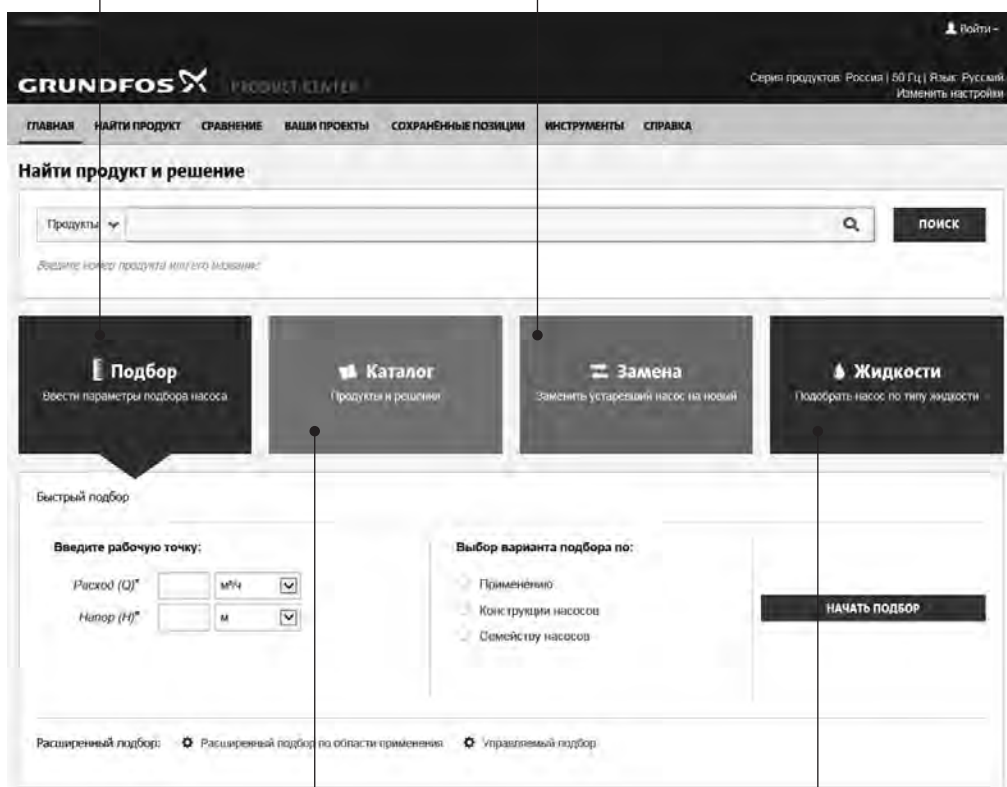 Войти
GRUNDFOS PRODUCT CENTER
Серия продуктов: Россия | 50 Гц | Язык: Русский
Изменить настройки
ГЛАВНАЯ НАЙТИ ПРОДУКТ СРАВНЕНИЕ ВАШИ ПРОЕКТЫ СОХРАНЁННЫЕ ПОЗИЦИИ ИНСТРУМЕНТЫ СПРАВКА
Найти продукт и решение
Продукты ПОИСК
Введите номер продукта или его название
Подбор
Ввести параметры подбора насоса
Каталог
Продукты и решения
Замена
Заменить устаревший насос на новый
Жидкости
Подобрать насос по типу жидкости
Быстрый подбор
Введите рабочую точку:
Расход (Q)* м³/ч
Напор (H)* м
Выбор варианта подбора по:
Применению
Конструкции насосов
Семейству насосов
НАЧАТЬ ПОДБОР
Расширенный подбор: Расширенный подбор по области применения Управляемый подбор